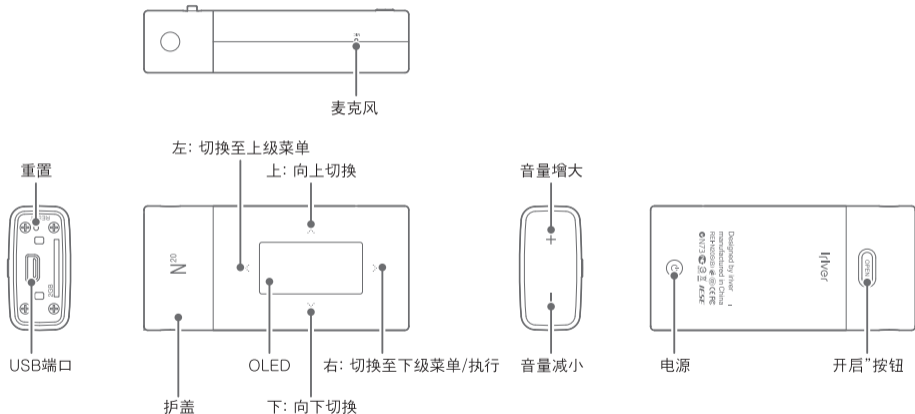 麦克风
左: 切换至上级菜单
重置
上: 向上切换
音量增大
N20
2GB
Designed by iriver
manufactured in China
iriver
OPEN
USB端口
OLED
右: 切换至下级菜单/执行
音量减小
电源
开启”按钮
护盖
下: 向下切换